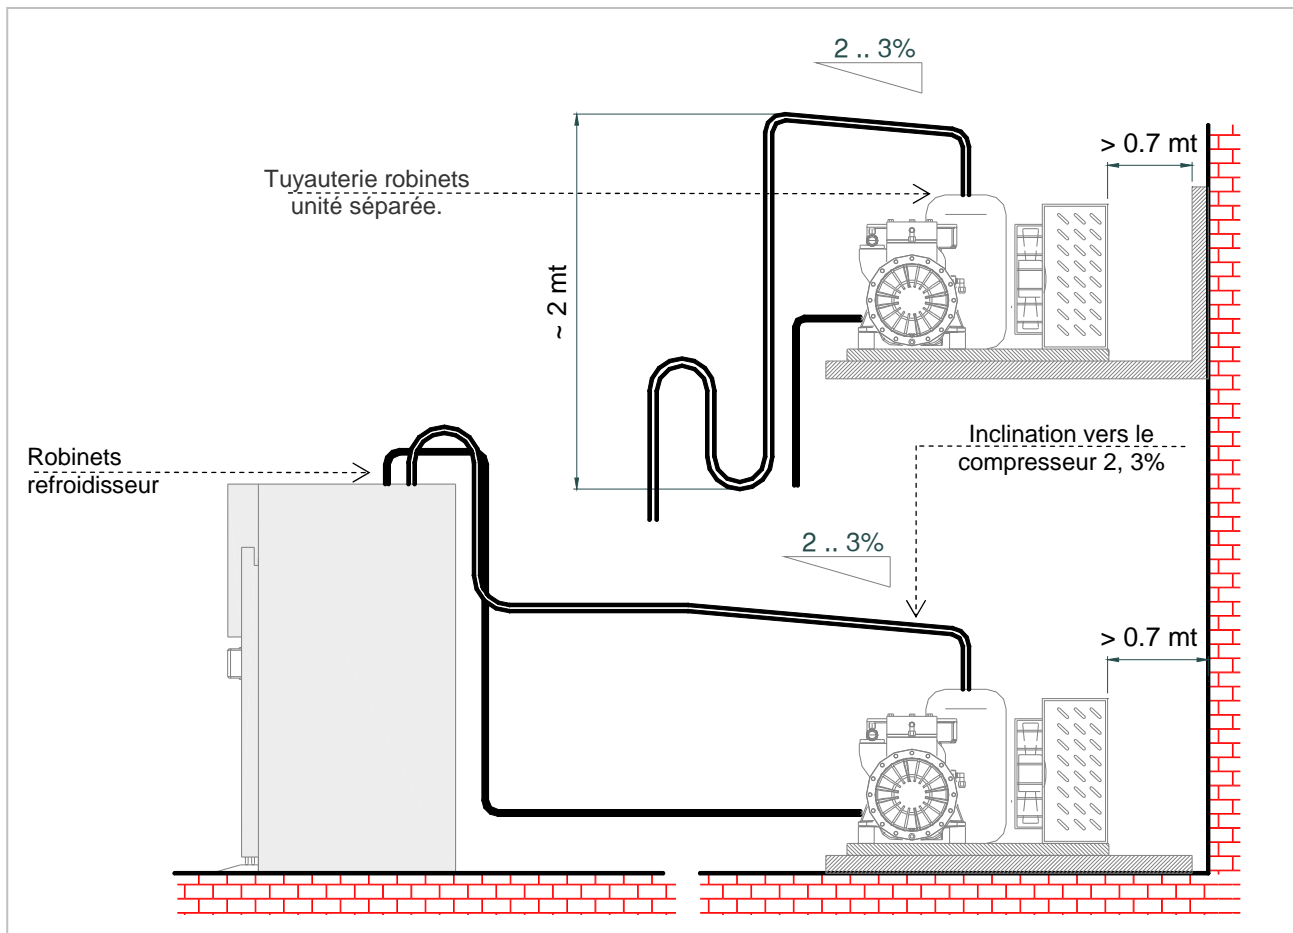 2 .. 3%
> 0.7 mt
Tuyauterie robinets
unité séparée.
~ 2 mt
Inclination vers le
compresseur 2, 3%
Robinets
refroidisseur
2 .. 3%
> 0.7 mt